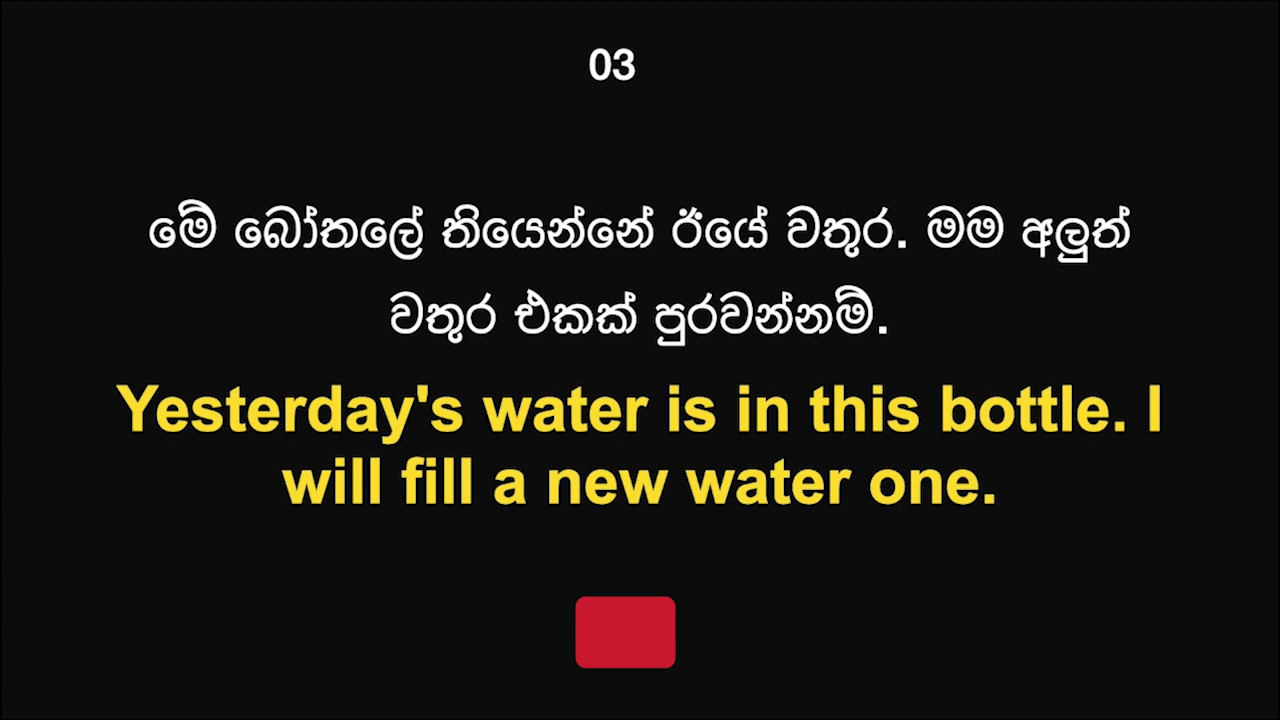 03
මේ බෝතලේ තියෙන්නේ ඊයේ වතුර. මම අලුත්
වතුර එකක් පුරවන්නම්.
Yesterday's water is in this bottle. I
will fill a new water one.